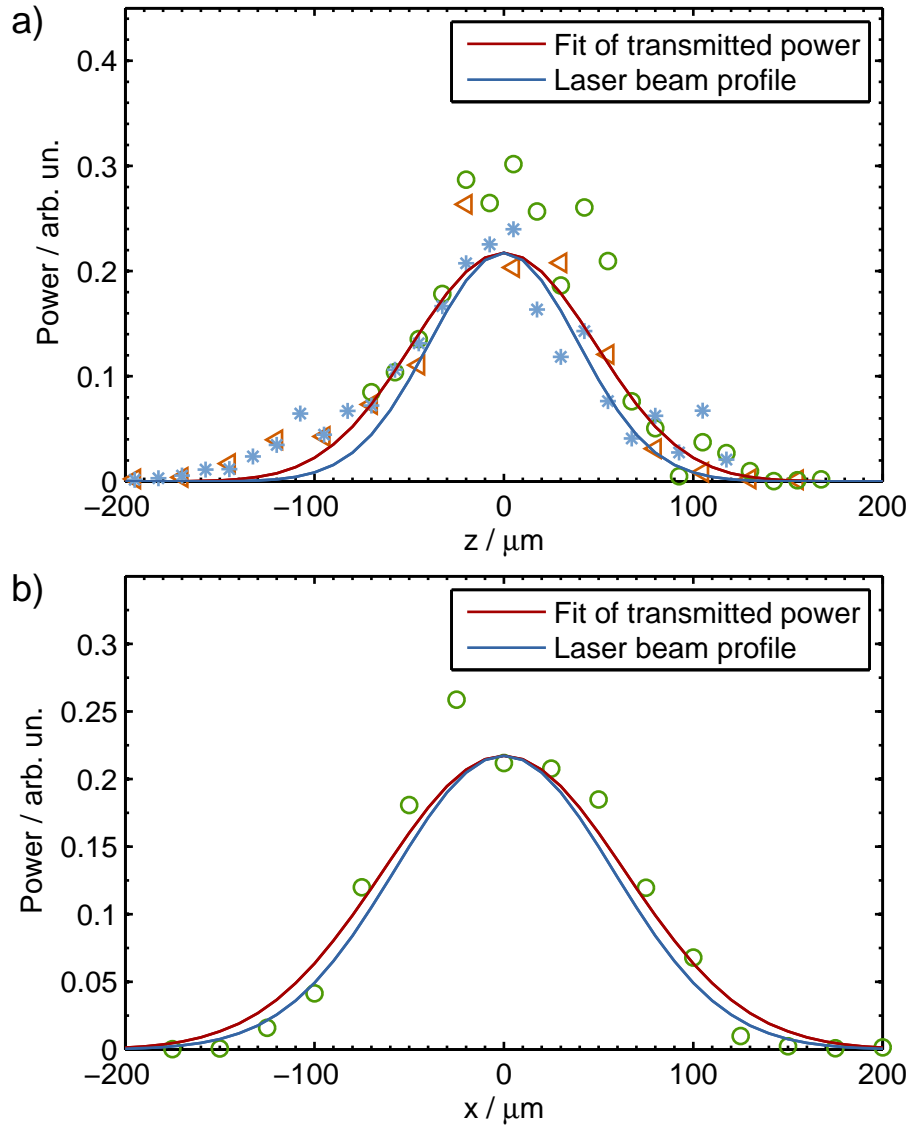 a)
Fit of transmitted power
Laser beam profile
0.4
0.3
0.2
0.1
0
Power / arb. un.
−200
−100
0
100
200
z / μm
b)
Fit of transmitted power
Laser beam profile
0.3
0.25
0.2
0.15
0.1
0.05
0
Power / arb. un.
−200
−100
0
100
200
x / μm